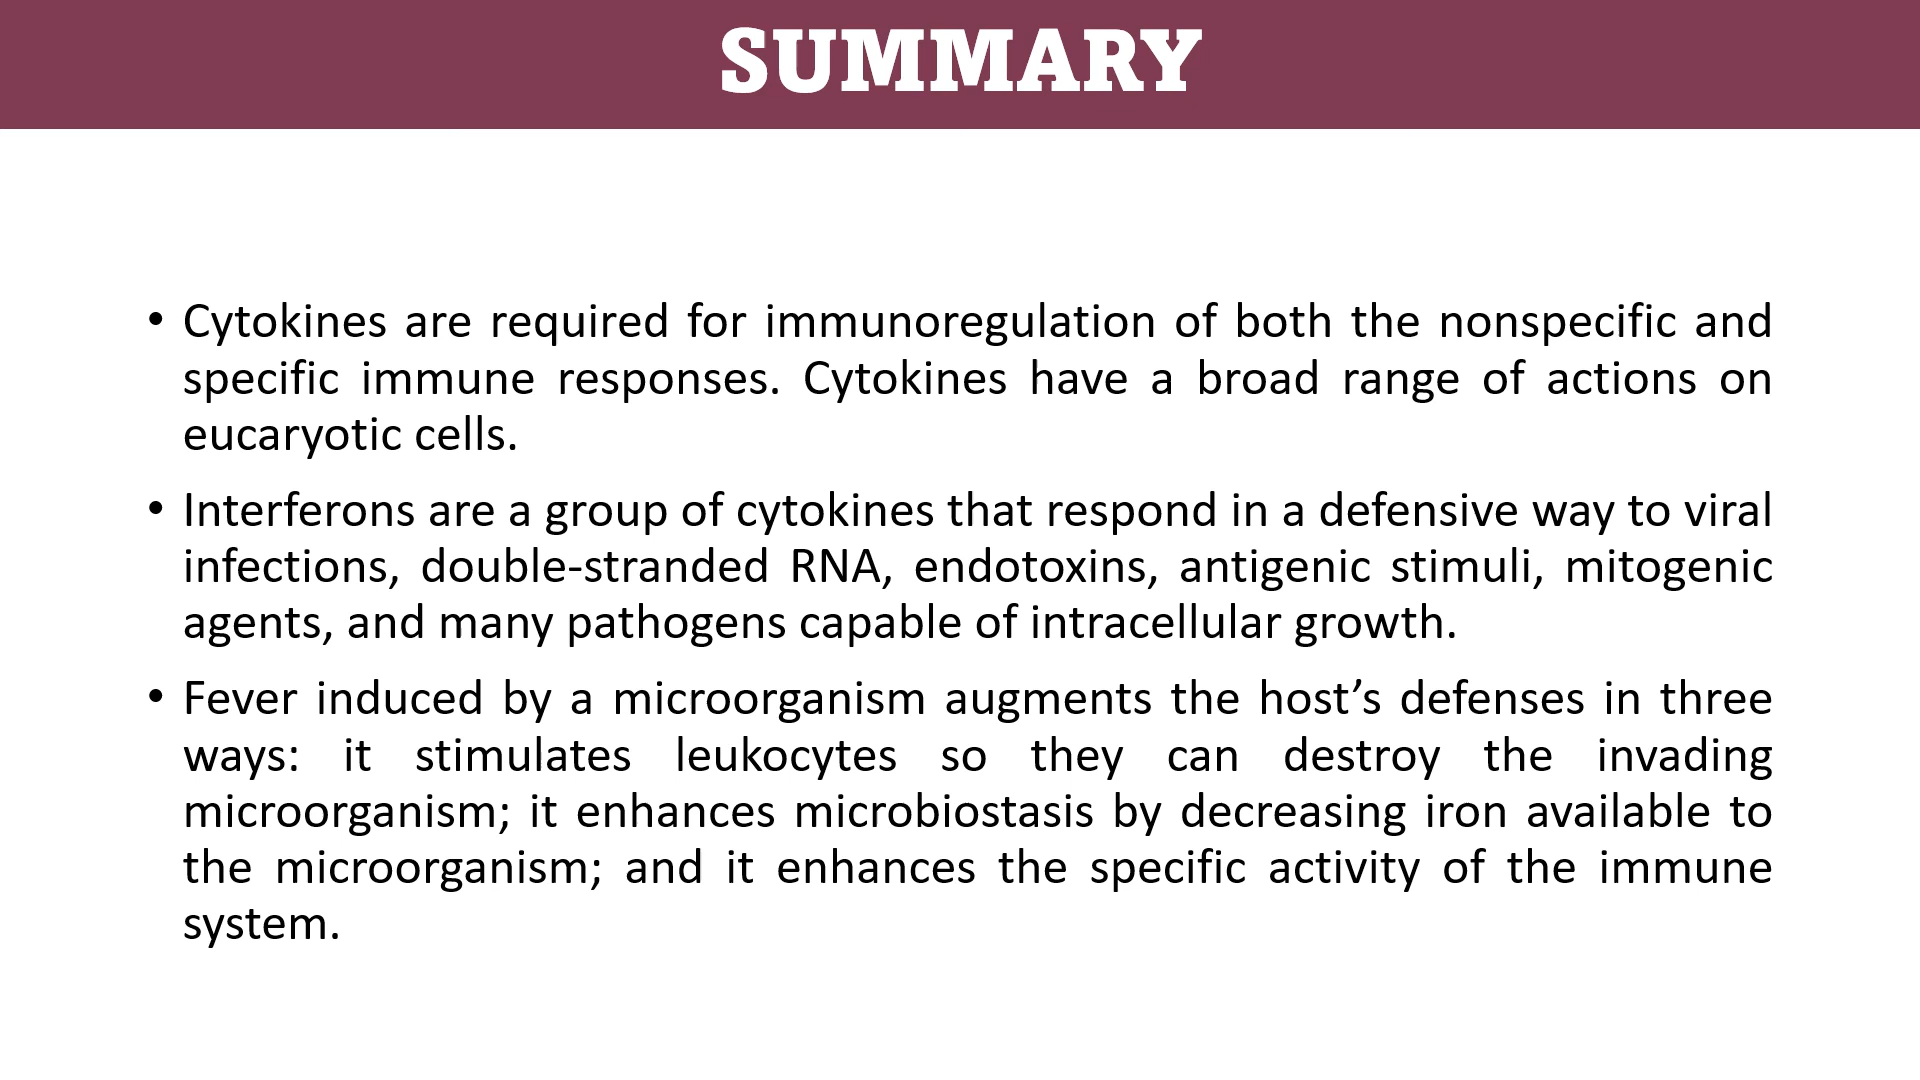 SUMMARY
• Cytokines are required for immunoregulation of both the nonspecific and
specific immune responses. Cytokines have a broad range of actions on
eucaryotic cells.
• Interferons are a group of cytokines that respond in a defensive way to viral
infections, double-stranded RNA, endotoxins, antigenic stimuli, mitogenic
agents, and many pathogens capable of intracellular growth.
• Fever induced by a microorganism augments the host’s defenses in three
ways: it stimulates leukocytes so they can destroy the invading
microorganism; it enhances microbiostasis by decreasing iron available to
the microorganism; and it enhances the specific activity of the immune
system.